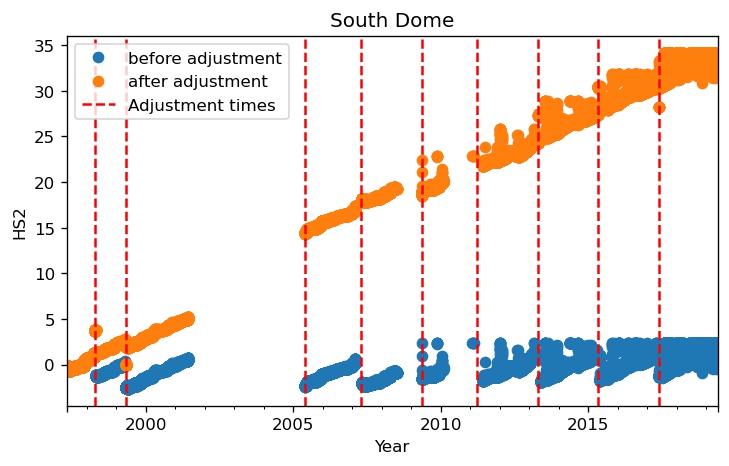 South Dome
before adjustment
after adjustment
Adjustment times
HS2
35
30
25
20
15
10
5
0
2000
2005
2010
2015
Year